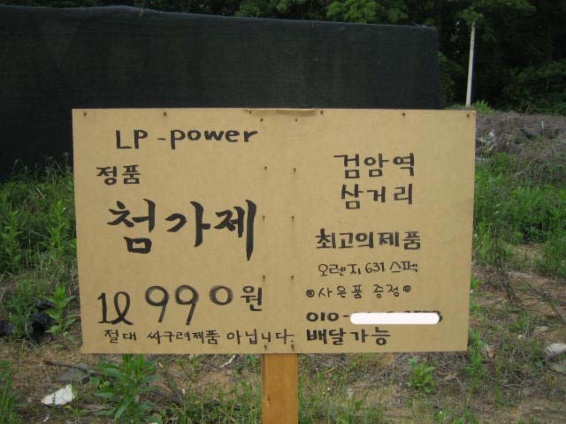 LP-power
정품
첨가제
1ℓ 990원
절대 싸구려제품 아닙니다.
검암역
삼거리
최고의제품
오렌지 631 스펙
◎사은품 증정◎
010-
배달가능